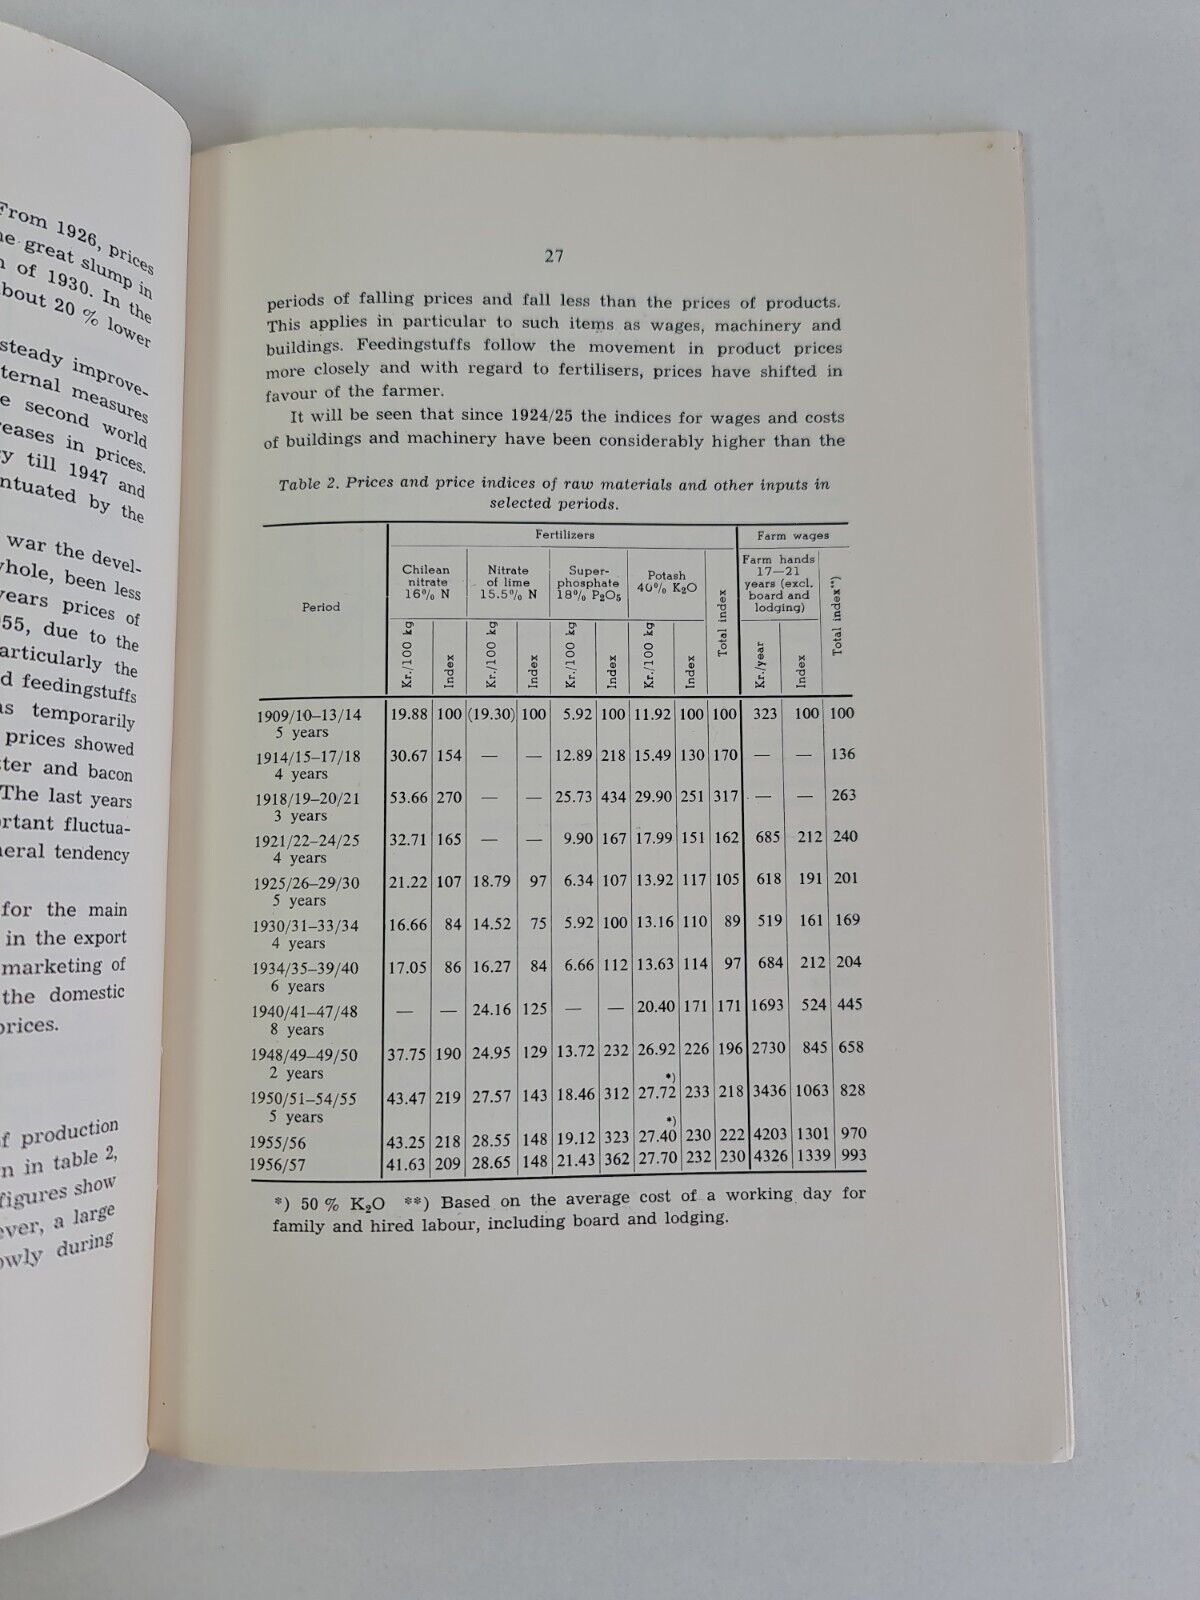 From 1926, prices
great slump in
of 1930. In the
bout 20 % lower
steady improve-
ternal measures
second world
reases in prices.
y till 1947 and
ntuated by the
war the devel-
hole, been less
years prices of
55, due to the
articularly the
d feedingstuffs
as temporarily
prices showed
tter and bacon
The last years
rtant fluctua-
neral tendency
for the main
in the export
marketing of
the domestic
prices.
f production
n in table 2,
figures show
ever, a large
owly during
27
periods of falling prices and fall less than the prices of products.
This applies in particular to such items as wages, machinery and
buildings. Feedingstuffs follow the movement in product prices
more closely and with regard to fertilisers, prices have shifted in
favour of the farmer.
It will be seen that since 1924/25 the indices for wages and costs
of buildings and machinery have been considerably higher than the
Table 2. Prices and price indices of raw materials and other inputs in
selected periods.
Period
Fertilizers
Farm wages
Chilean
nitrate
16% N
Nitrate
of lime
15.5% N
Super-
phosphate
18% P₂O₅
Potash
40% K₂O
Total index
Farm hands
17—21
years (excl.
board and
lodging)
Total index**)
Kr./100 kg
Index
Kr./100 kg
Index
Kr./100 kg
Index
Kr./100 kg
Index
Kr./year
Index
1909/10–13/14 19.88 100 (19.30) 100 5.92 100 11.92 100 100 323 100 100
5 years
1914/15–17/18 30.67 154 — — 12.89 218 15.49 130 170 — — 136
4 years
1918/19–20/21 53.66 270 — — 25.73 434 29.90 251 317 — — 263
3 years
1921/22–24/25 32.71 165 — — 9.90 167 17.99 151 162 685 212 240
4 years
1925/26–29/30 21.22 107 18.79 97 6.34 107 13.92 117 105 618 191 201
5 years
1930/31–33/34 16.66 84 14.52 75 5.92 100 13.16 110 89 519 161 169
4 years
1934/35–39/40 17.05 86 16.27 84 6.66 112 13.63 114 97 684 212 204
6 years
1940/41–47/48 — — 24.16 125 — — 20.40 171 171 1693 524 445
8 years
1948/49–49/50 37.75 190 24.95 129 13.72 232 26.92 226 196 2730 845 658
2 years *)
1950/51–54/55 43.47 219 27.57 143 18.46 312 27.72 233 218 3436 1063 828
5 years *)
1955/56 43.25 218 28.55 148 19.12 323 27.40 230 222 4203 1301 970
1956/57 41.63 209 28.65 148 21.43 362 27.70 232 230 4326 1339 993
*) 50 % K₂O **) Based on the average cost of a working day for
family and hired labour, including board and lodging.